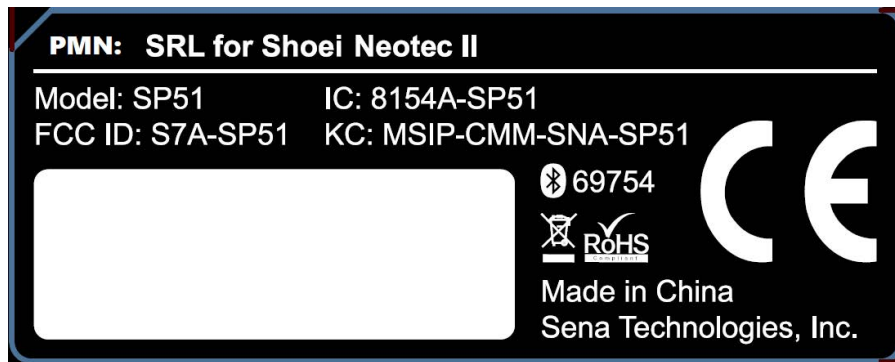 PMN: SRL for Shoei Neotec II
Model: SP51 IC: 8154A-SP51
FCC ID: S7A-SP51 KC: MSIP-CMM-SNA-SP51
CE
69754
RoHS
Compliant
Made in China
Sena Technologies, Inc.